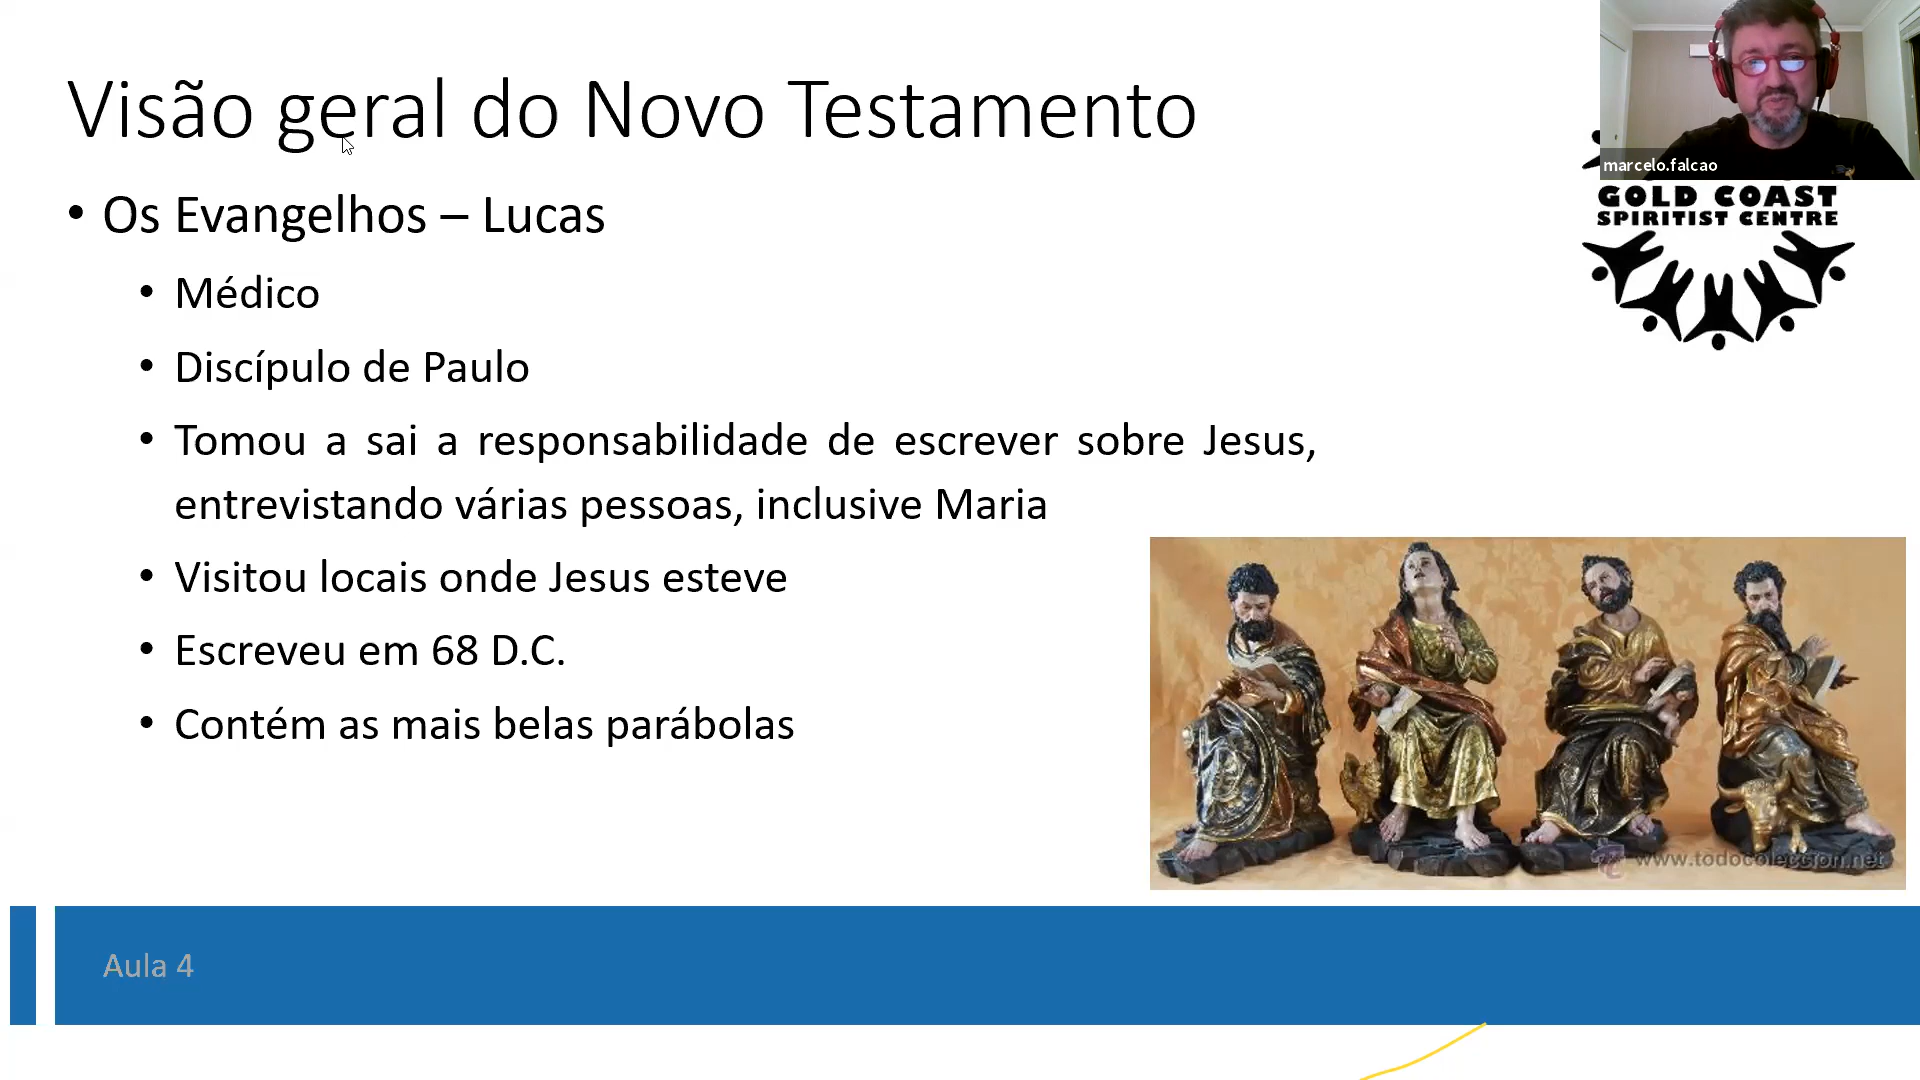 Visão geral do Novo Testamento
marcelo.falcao
GOLD COAST
SPIRITIST CENTRE
• Os Evangelhos – Lucas
• Médico
• Discípulo de Paulo
• Tomou a sai a responsabilidade de escrever sobre Jesus,
entrevistando várias pessoas, inclusive Maria
• Visitou locais onde Jesus esteve
• Escreveu em 68 D.C.
• Contém as mais belas parábolas
www.todocoleccion.net
Aula 4